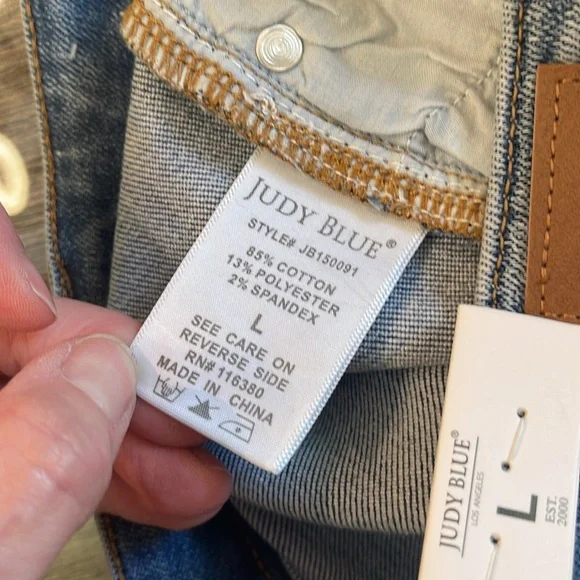 JUDY BLUE®
STYLE# JB150091
85% COTTON
13% POLYESTER
2% SPANDEX
L
SEE CARE ON
REVERSE SIDE
RN# 116380
MADE IN CHINA
JUDY BLUE®
LOS ANGELES
L
EST.
2000